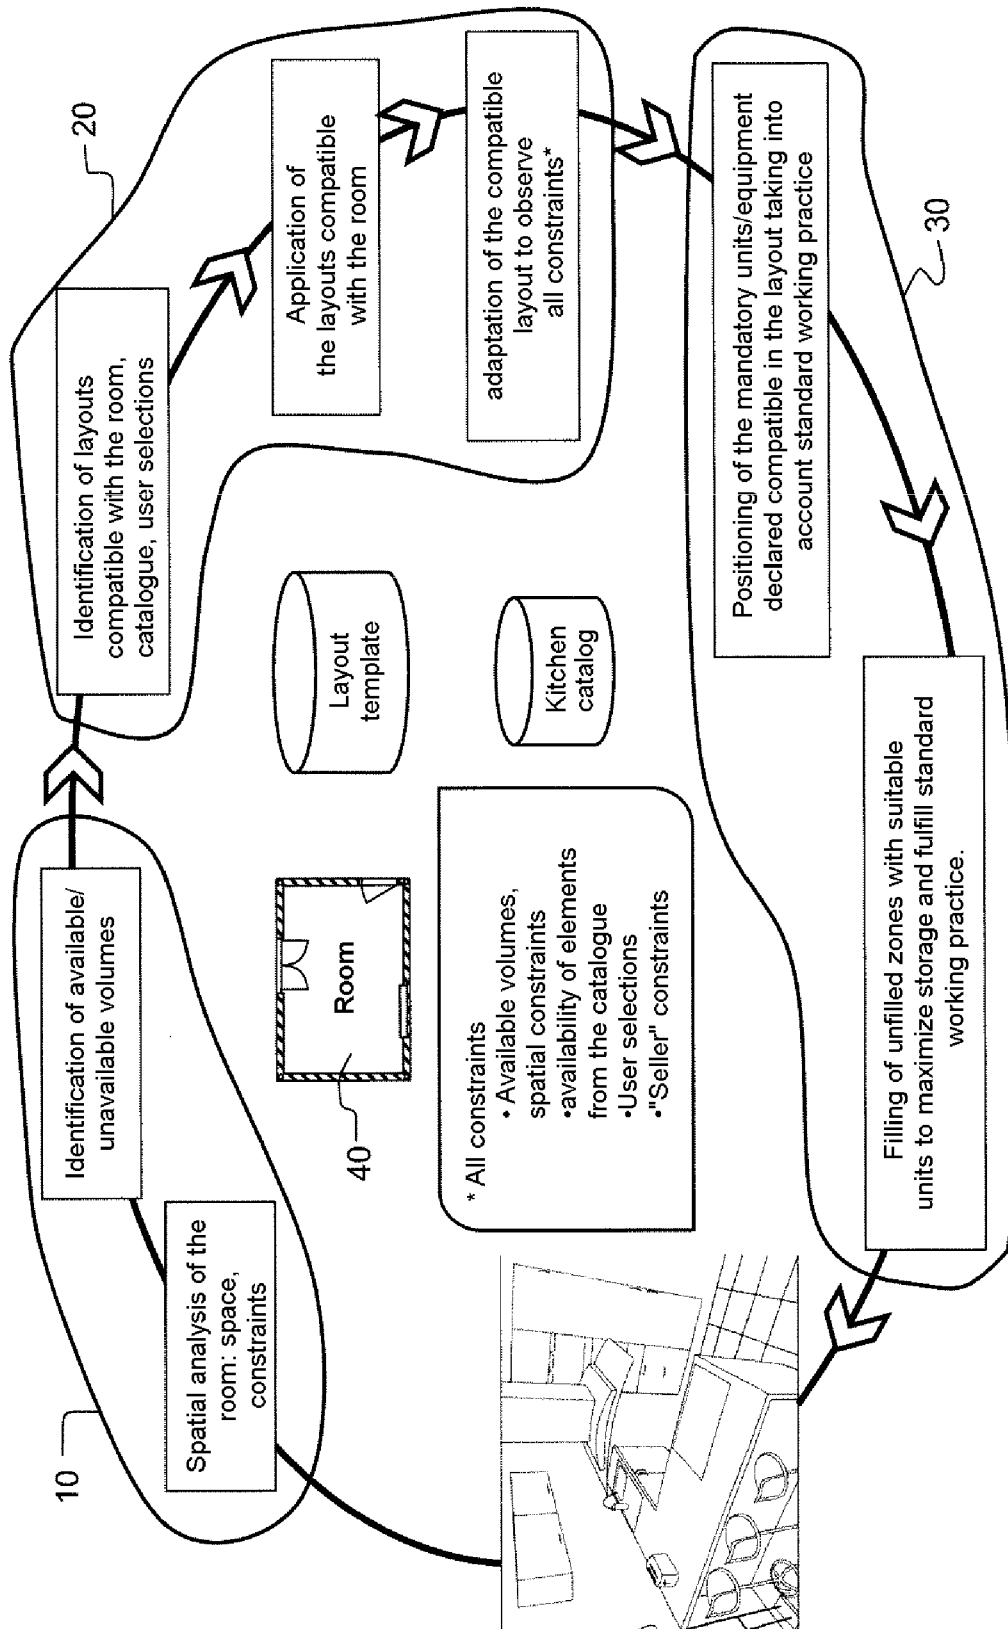 10
Spatial analysis of the
room: space,
constraints
Identification of available/
unavailable volumes
20
Identification of layouts
compatible with the room,
catalogue, user selections
Application of
the layouts compatible
with the room
adaptation of the compatible
layout to observe
all constraints*
30
Positioning of the mandatory units/equipment
declared compatible in the layout taking into
account standard working practice
Filling of unfilled zones with suitable
units to maximize storage and fulfill standard
working practice.
40
Room
Layout
template
Kitchen
catalog
* All constraints
• Available volumes,
spatial constraints
•availability of elements
from the catalogue
•User selections
•"Seller" constraints